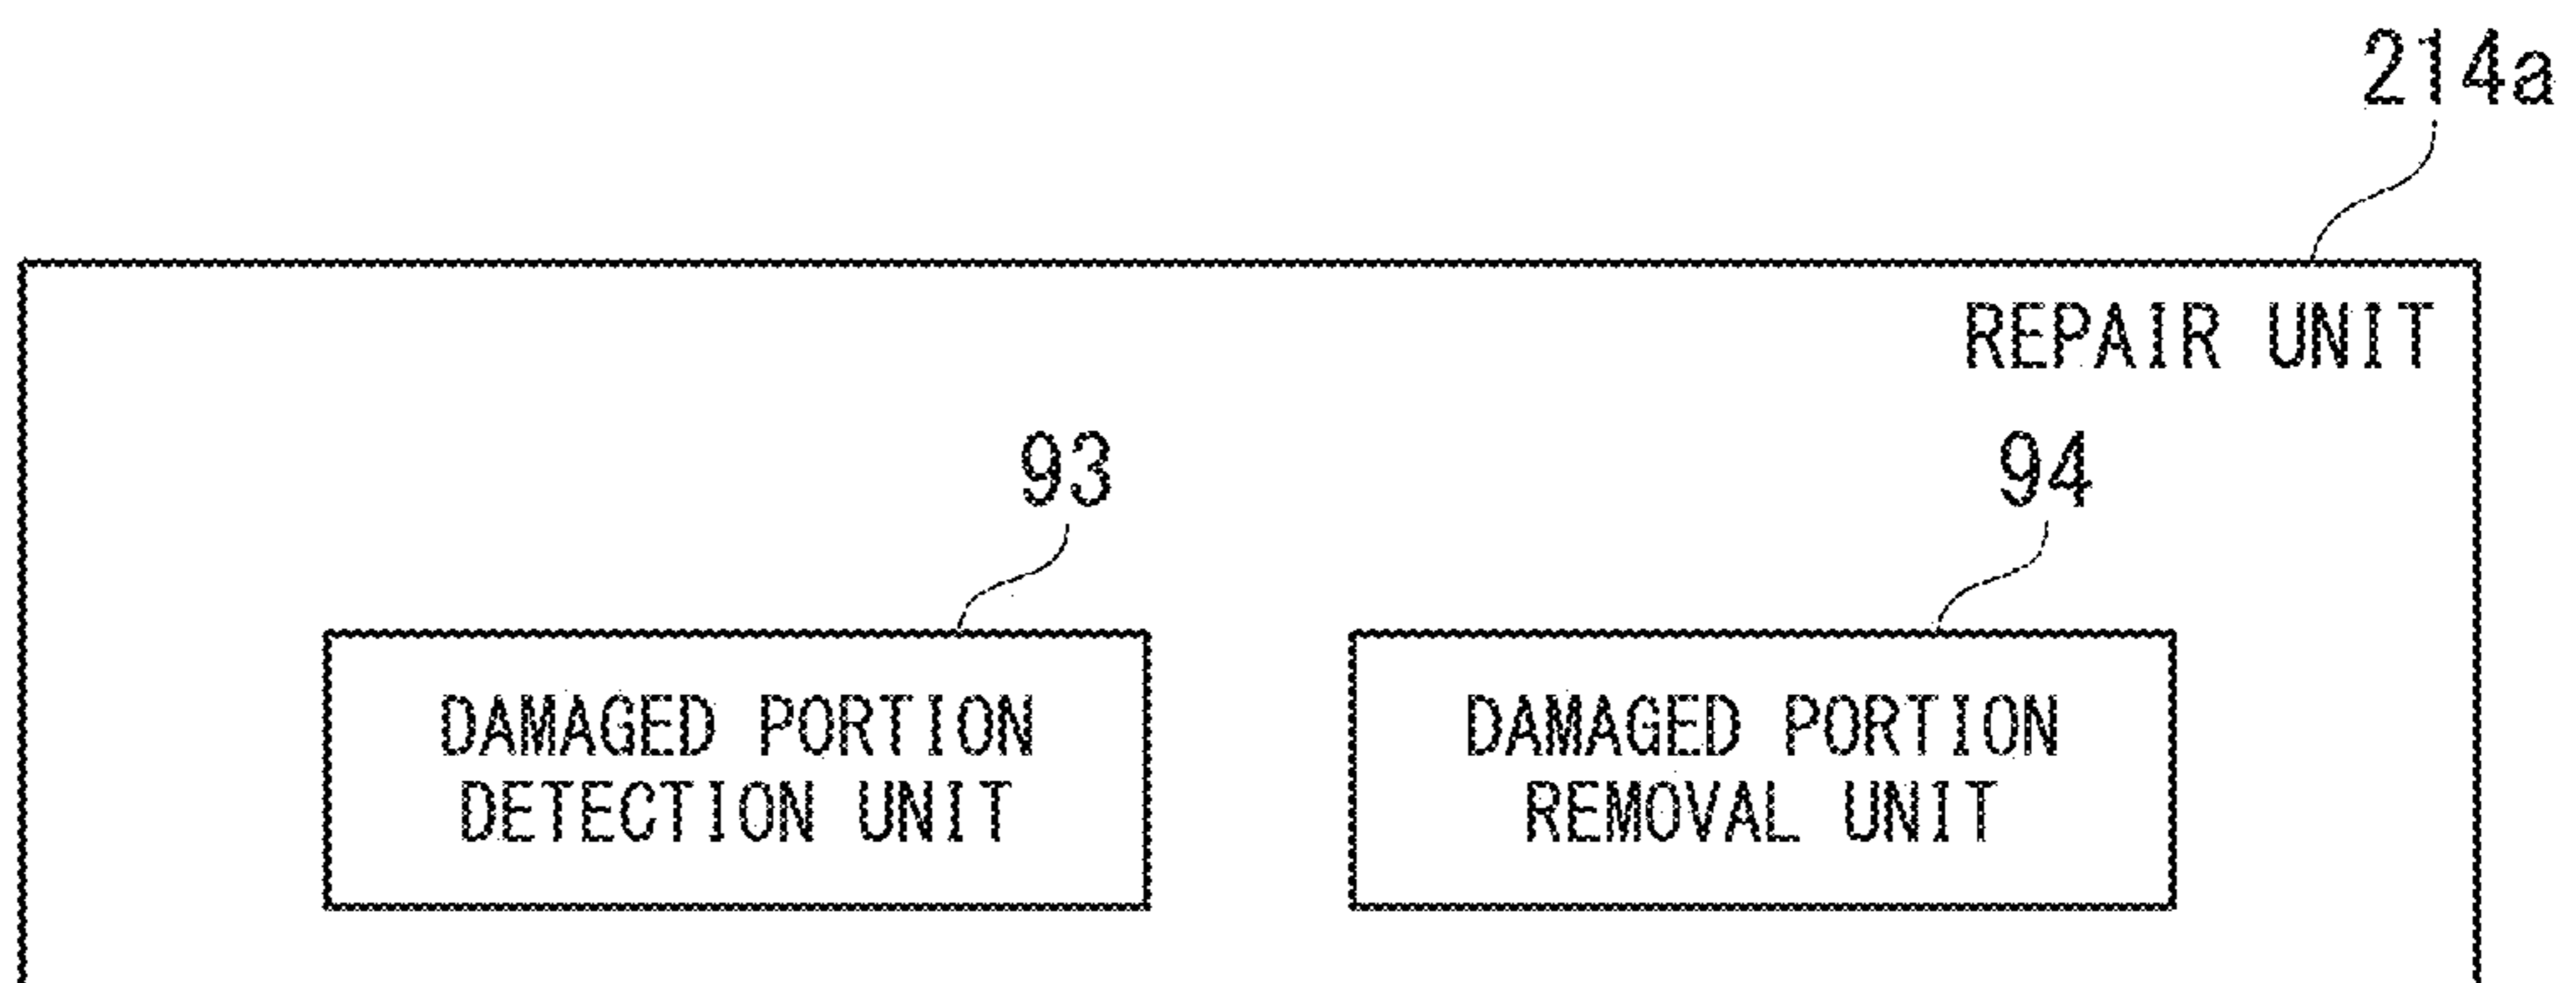 214a
REPAIR UNIT
93
94
DAMAGED PORTION
DETECTION UNIT
DAMAGED PORTION
REMOVAL UNIT